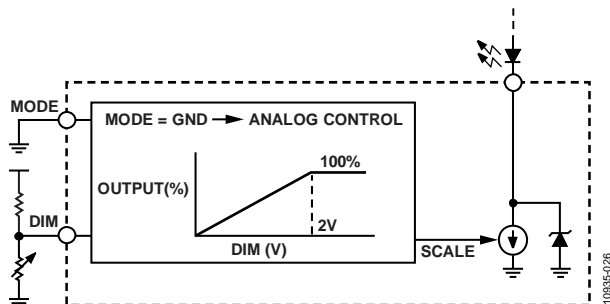 MODE
MODE = GND → ANALOG CONTROL
100%
OUTPUT(%)
DIM
2V
DIM (V)
SCALE
10935-026